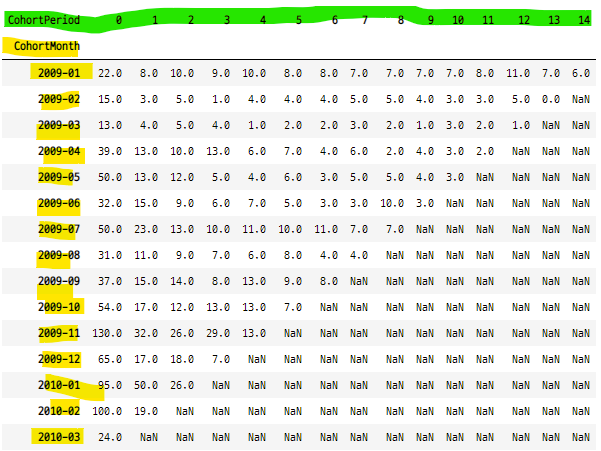 CohortPeriod 0 1 2 3 4 5 6 7 8 9 10 11 12 13 14
CohortMonth
2009-01 22.0 8.0 10.0 9.0 10.0 8.0 8.0 7.0 7.0 7.0 7.0 8.0 11.0 7.0 6.0
2009-02 15.0 3.0 5.0 1.0 4.0 4.0 4.0 5.0 5.0 4.0 3.0 3.0 5.0 0.0 NaN
2009-03 13.0 4.0 5.0 4.0 1.0 2.0 2.0 3.0 2.0 1.0 3.0 2.0 1.0 NaN NaN
2009-04 39.0 13.0 10.0 13.0 6.0 7.0 4.0 6.0 2.0 4.0 3.0 2.0 NaN NaN NaN
2009-05 50.0 13.0 12.0 5.0 4.0 6.0 3.0 5.0 5.0 4.0 3.0 NaN NaN NaN NaN
2009-06 32.0 15.0 9.0 6.0 7.0 5.0 3.0 3.0 10.0 3.0 NaN NaN NaN NaN NaN
2009-07 50.0 23.0 13.0 10.0 11.0 10.0 11.0 7.0 7.0 NaN NaN NaN NaN NaN NaN
2009-08 31.0 11.0 9.0 7.0 6.0 8.0 4.0 4.0 NaN NaN NaN NaN NaN NaN NaN
2009-09 37.0 15.0 14.0 8.0 13.0 9.0 8.0 NaN NaN NaN NaN NaN NaN NaN NaN
2009-10 54.0 17.0 12.0 13.0 13.0 7.0 NaN NaN NaN NaN NaN NaN NaN NaN NaN
2009-11 130.0 32.0 26.0 29.0 13.0 NaN NaN NaN NaN NaN NaN NaN NaN NaN NaN
2009-12 65.0 17.0 18.0 7.0 NaN NaN NaN NaN NaN NaN NaN NaN NaN NaN NaN
2010-01 95.0 50.0 26.0 NaN NaN NaN NaN NaN NaN NaN NaN NaN NaN NaN NaN
2010-02 100.0 19.0 NaN NaN NaN NaN NaN NaN NaN NaN NaN NaN NaN NaN NaN
2010-03 24.0 NaN NaN NaN NaN NaN NaN NaN NaN NaN NaN NaN NaN NaN NaN